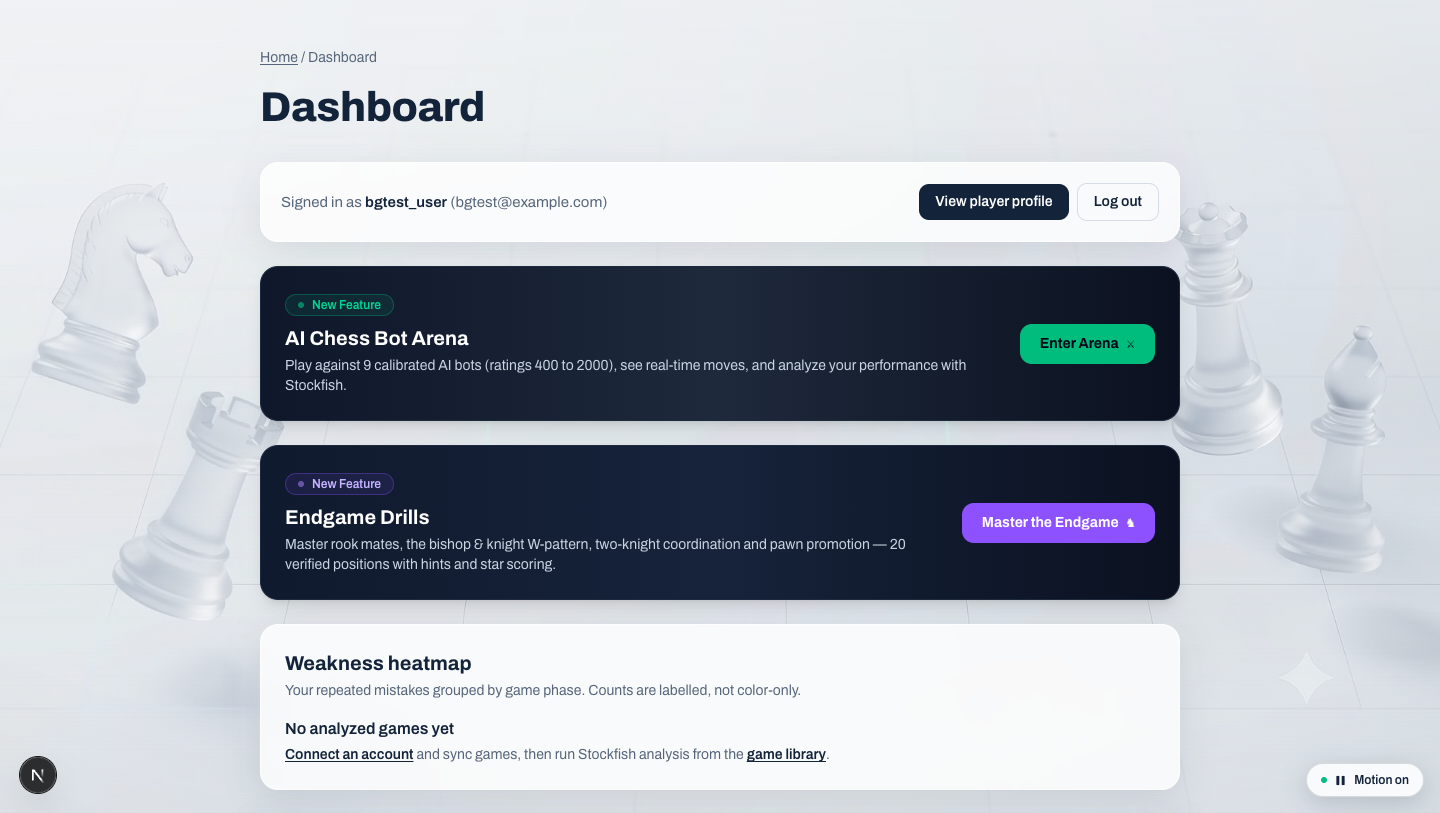 Home / Dashboard
Dashboard
Signed in as bgtest_user (bgtest@example.com)
View player profile
Log out
New Feature
AI Chess Bot Arena
Play against 9 calibrated AI bots (ratings 400 to 2000), see real-time moves, and analyze your performance with
Stockfish.
Enter Arena ⚔
New Feature
Endgame Drills
Master rook mates, the bishop & knight W-pattern, two-knight coordination and pawn promotion — 20
verified positions with hints and star scoring.
Master the Endgame ♞
Weakness heatmap
Your repeated mistakes grouped by game phase. Counts are labelled, not color-only.
No analyzed games yet
Connect an account and sync games, then run Stockfish analysis from the game library.
N
Motion on